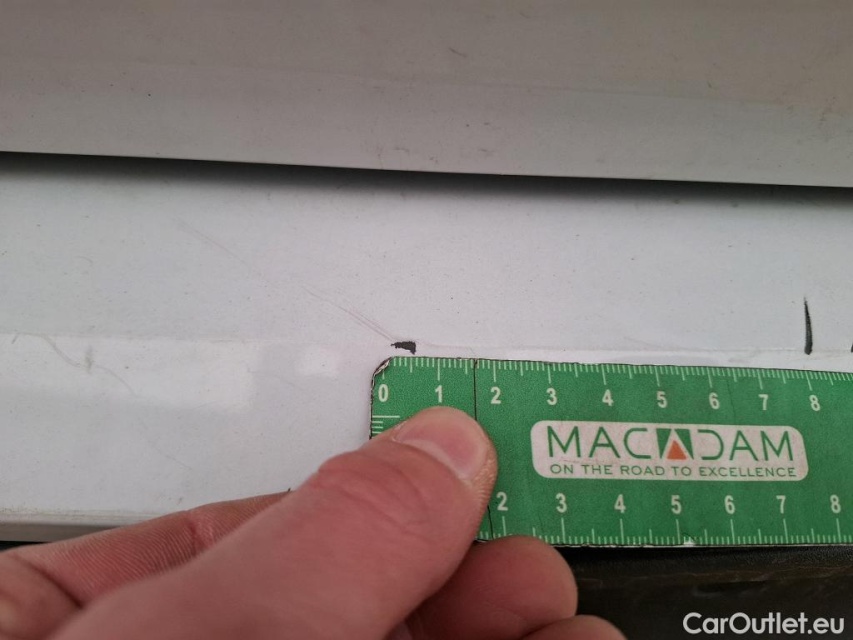 0 1 2 3 4 5 6 7 8
MACADAM
ON THE ROAD TO EXCELLENCE
2 3 4 5 6 7 8
CarOutlet.eu